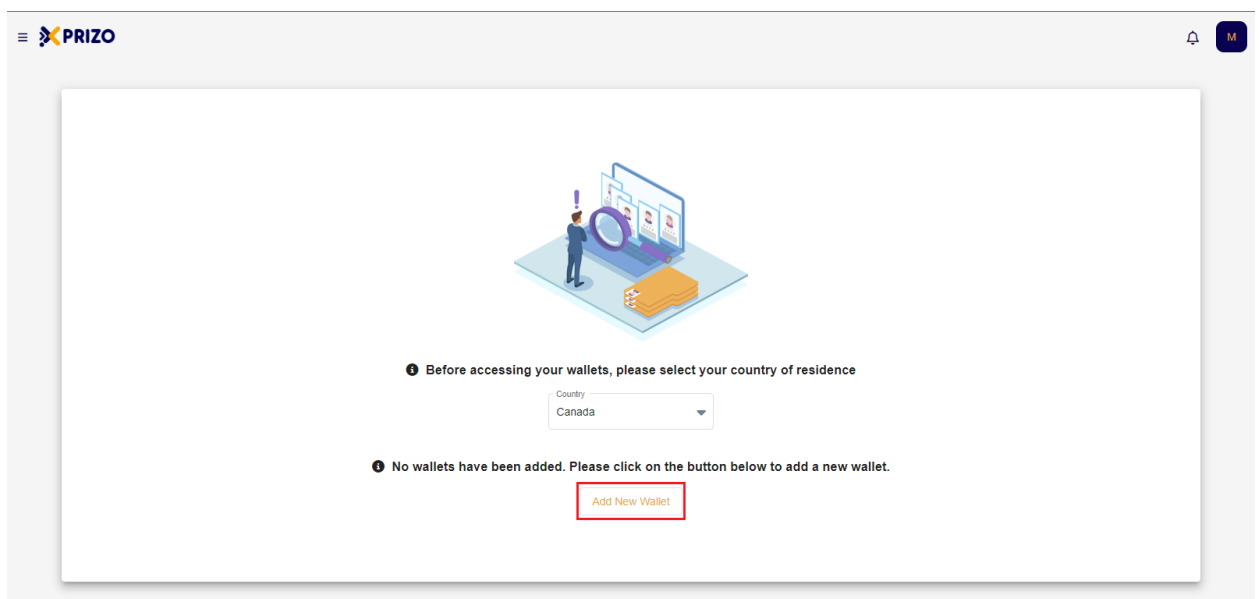 ≡ XPRIZO
M
Before accessing your wallets, please select your country of residence
Country
Canada
No wallets have been added. Please click on the button below to add a new wallet.
Add New Wallet